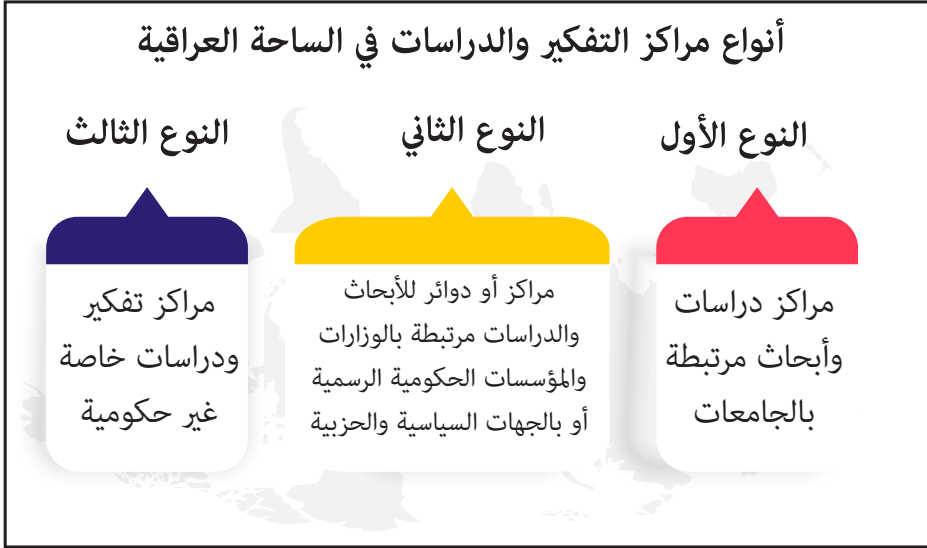 أنواع مراكز التفكير والدراسات في الساحة العراقية
النوع الأول
مراكز دراسات
وأبحاث مرتبطة
بالجامعات
النوع الثاني
مراكز أو دوائر للأبحاث
والدراسات مرتبطة بالوزارات
والمؤسسات الحكومية الرسمية
أو بالجهات السياسية والحزبية
النوع الثالث
مراكز تفكير
ودراسات خاصة
غير حكومية